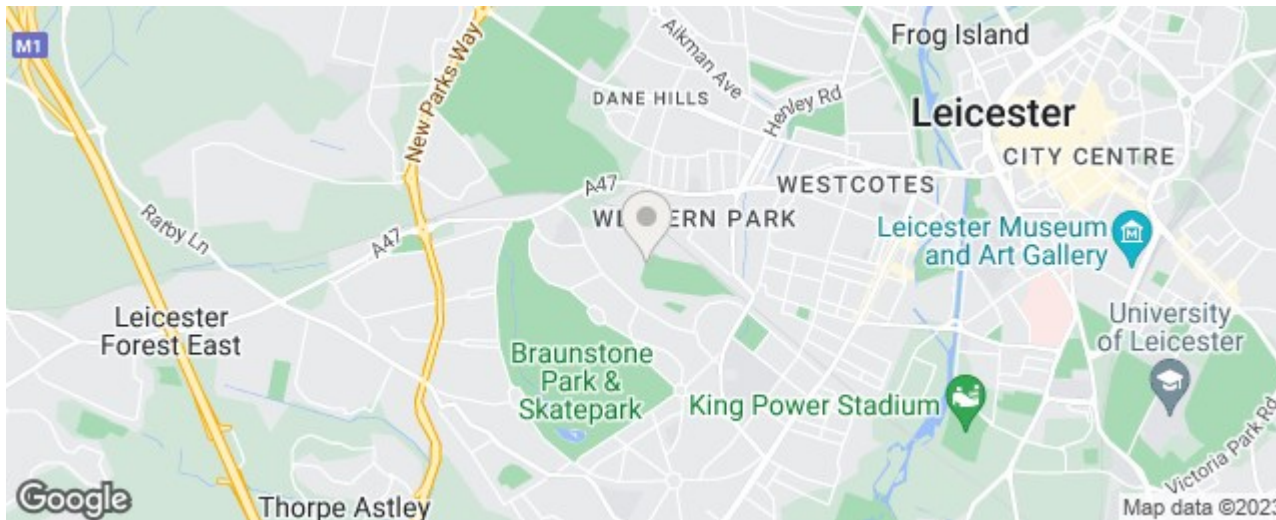 M1
New Parks Way
Aikman Ave
Frog Island
DANE HILLS
Henley Rd
Leicester
CITY CENTRE
A47
WESTCOTES
Ratby Ln
A47
PARK
Leicester Museum
and Art Gallery
Leicester
Forest East
University
of Leicester
Braunstone
Park &
Skatepark
King Power Stadium
Victoria Park Rd
Google
Thorpe Astley
Map data ©2023